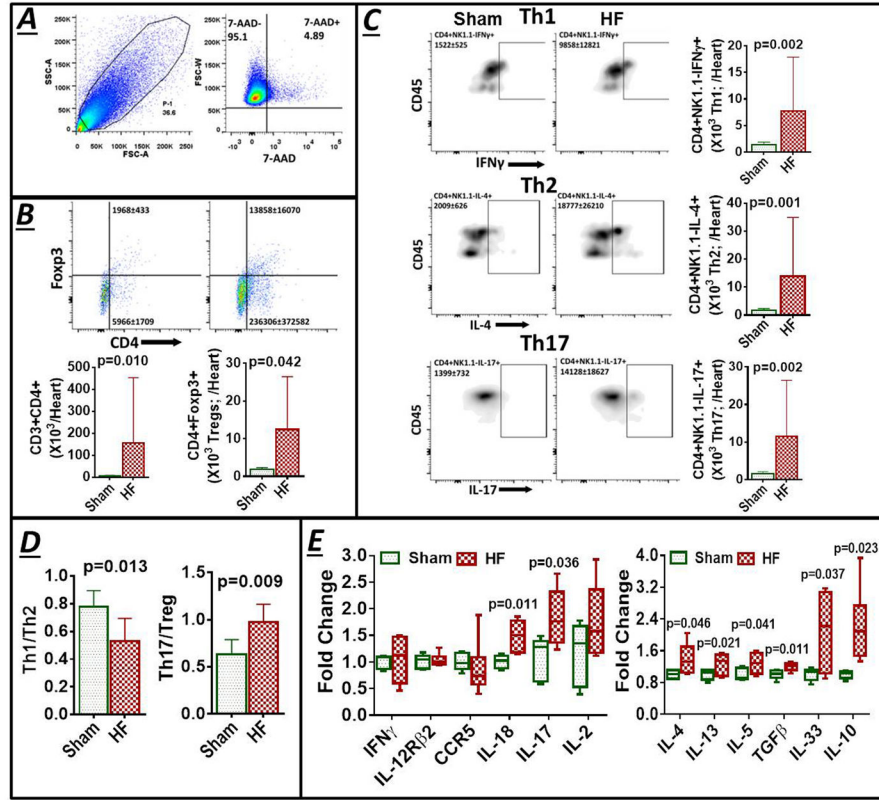 A
SSC-A
250K
200K
150K
100K
50K
0
P-1
36.6
0 50K 100K 150K 200K 250K
FSC-A
7-AAD-
95.1
7-AAD+
4.89
FSC-W
250K
200K
150K
100K
50K
0
-10³ 0 10³ 10⁴ 10⁵
7-AAD
B
Foxp3
1968±433
5966±1709
13858±16070
236306±372582
CD4
CD3+CD4+
(X10³/Heart)
500
400
300
200
100
0
p=0.010
Sham
HF
CD4+Foxp3+
(X10³ Tregs; /Heart)
30
20
10
0
p=0.042
Sham
HF
C
Sham
Th1
HF
CD4+NK1.1-IFNγ+
1522±525
CD4+NK1.1-IFNγ+
9858±12821
CD45
IFNγ
CD4+NK1.1-IFNγ+
(X10³ Th1; /Heart)
20
15
10
5
0
p=0.002
Sham
HF
Th2
CD4+NK1.1-IL-4+
2009±626
CD4+NK1.1-IL-4+
18777±26210
CD45
IL-4
CD4+NK1.1-IL-4+
(X10³ Th2; /Heart)
40
30
20
10
0
p=0.001
Sham
HF
Th17
CD4+NK1.1-IL-17+
1399±732
CD4+NK1.1-IL-17+
14128±18627
CD45
IL-17
CD4+NK1.1-IL-17+
(X10³ Th17; /Heart)
30
20
10
0
p=0.002
Sham
HF
D
Th1/Th2
1.0
0.8
0.6
0.4
0.2
0.0
p=0.013
Sham
HF
Th17/Treg
1.5
1.0
0.5
0.0
p=0.009
Sham
HF
E
Fold Change
3.0
2.5
2.0
1.5
1.0
0.5
0.0
Sham HF
p=0.011
p=0.036
IFNγ
IL-12Rβ2
CCR5
IL-18
IL-17
IL-2
Fold Change
4.0
3.2
2.4
1.6
0.8
0.0
Sham HF
p=0.046
p=0.021
p=0.041
p=0.011
p=0.037
p=0.023
IL-4
IL-13
IL-5
TGFβ
IL-33
IL-10